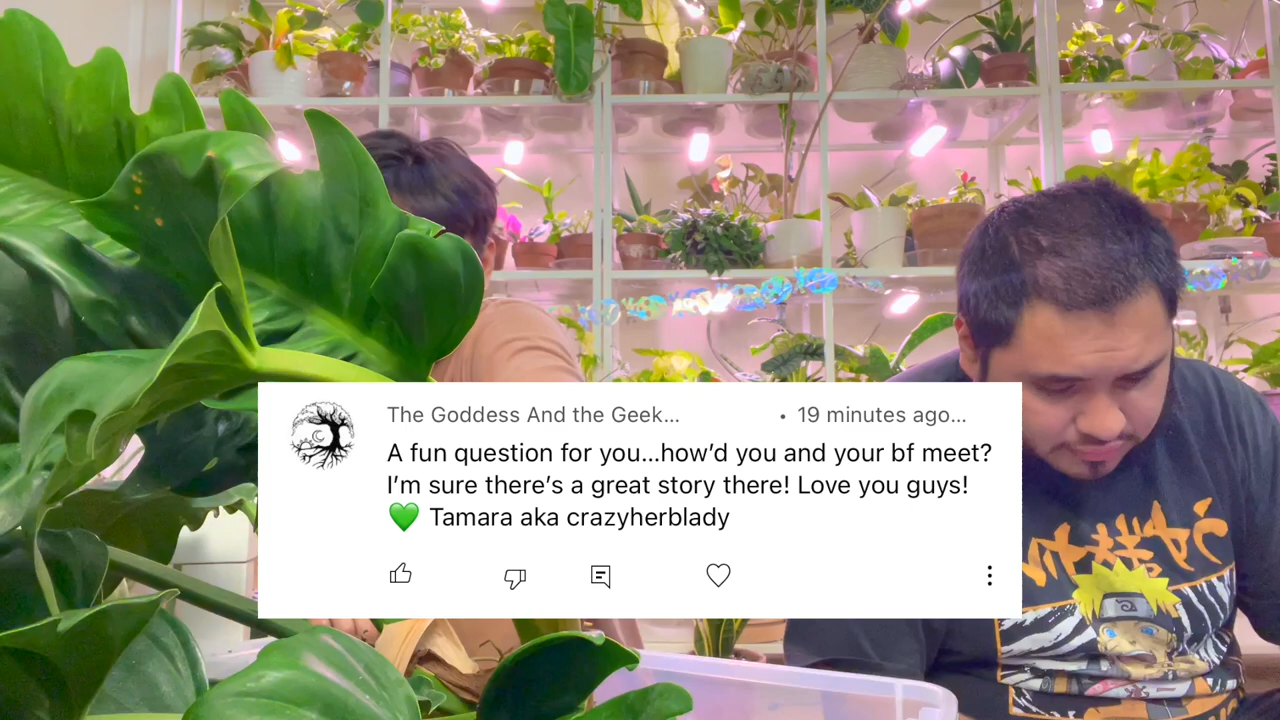 The Goddess And the Geek... • 19 minutes ago...
A fun question for you...how'd you and your bf meet?
I'm sure there's a great story there! Love you guys!
💚 Tamara aka crazyherblady